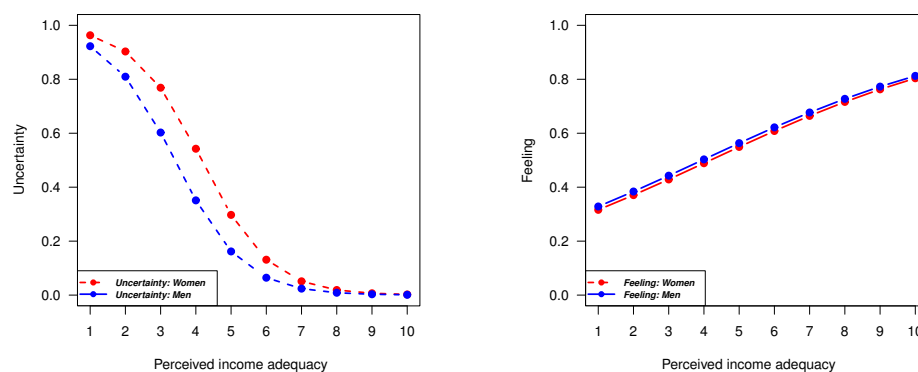 Uncertainty
1.0
0.8
0.6
0.4
0.2
0.0
Uncertainty: Women
Uncertainty: Men
1 2 3 4 5 6 7 8 9 10
Perceived income adequacy
Feeling
1.0
0.8
0.6
0.4
0.2
0.0
Feeling: Women
Feeling: Men
1 2 3 4 5 6 7 8 9 10
Perceived income adequacy